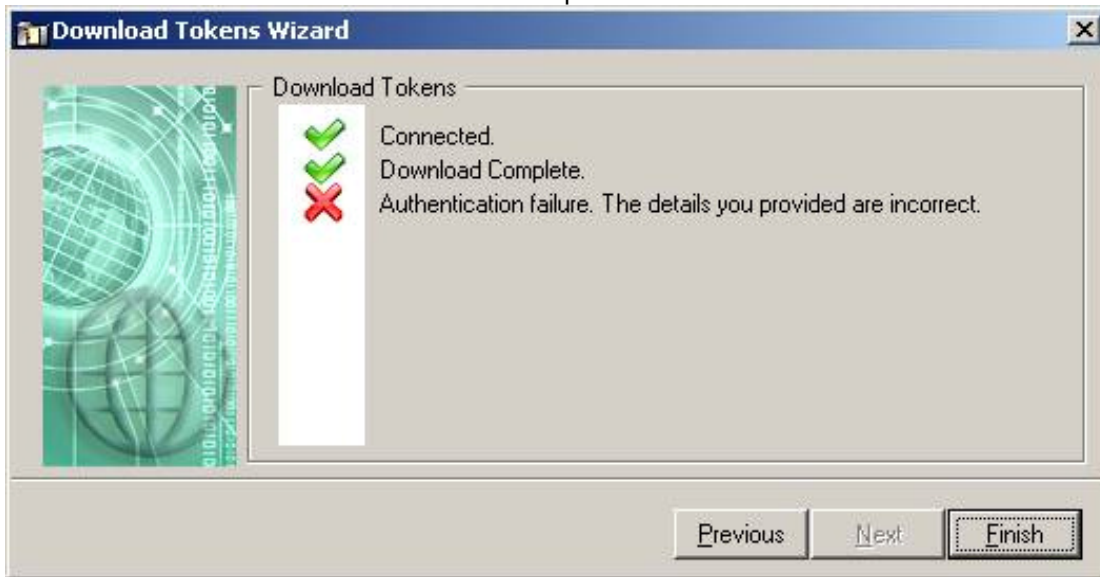 Download Tokens Wizard
Download Tokens
Connected.
Download Complete.
Authentication failure. The details you provided are incorrect.
Previous
Next
Finish